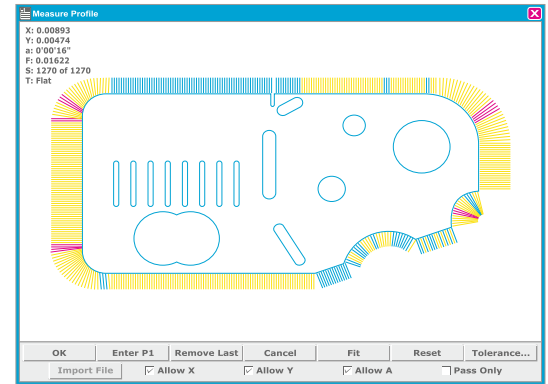 Measure Profile
X: 0.00893
Y: 0.00474
a: 0°00'16"
F: 0.01622
S: 1270 of 1270
T: Flat
OK Enter P1 Remove Last Cancel Fit Reset Tolerance...
Import File Allow X Allow Y Allow A Pass Only